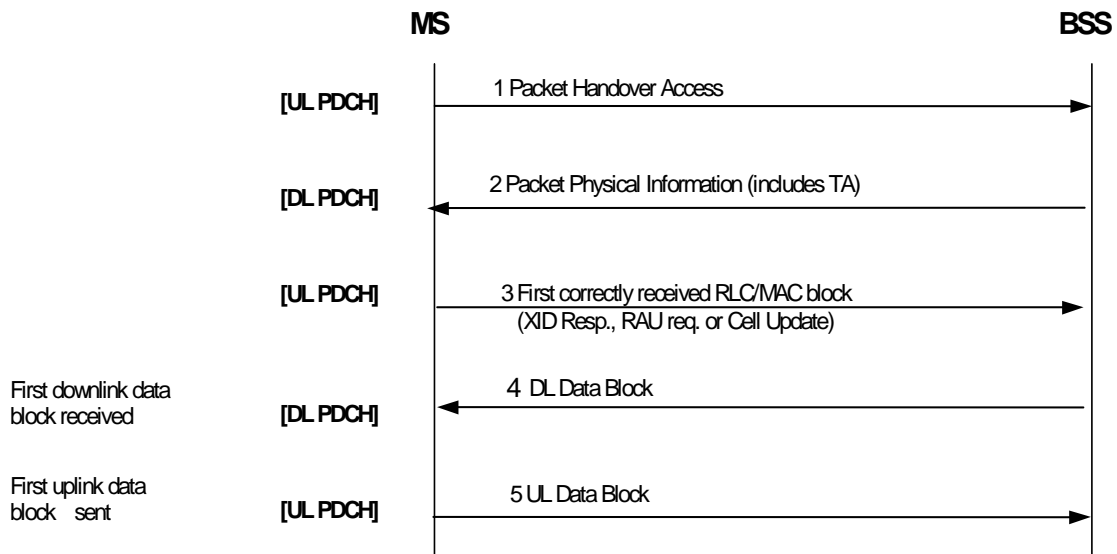 MS BSS
1 Packet Handover Access
[UL PDCH]
2 Packet Physical Information (includes TA)
[DL PDCH]
[UL PDCH]
3 First correctly received RLC/MAC block
(XID Resp., RAU req. or Cell Update)
First downlink data
block received
[DL PDCH]
4 DL Data Block
First uplink data
block sent
[UL PDCH]
5 UL Data Block